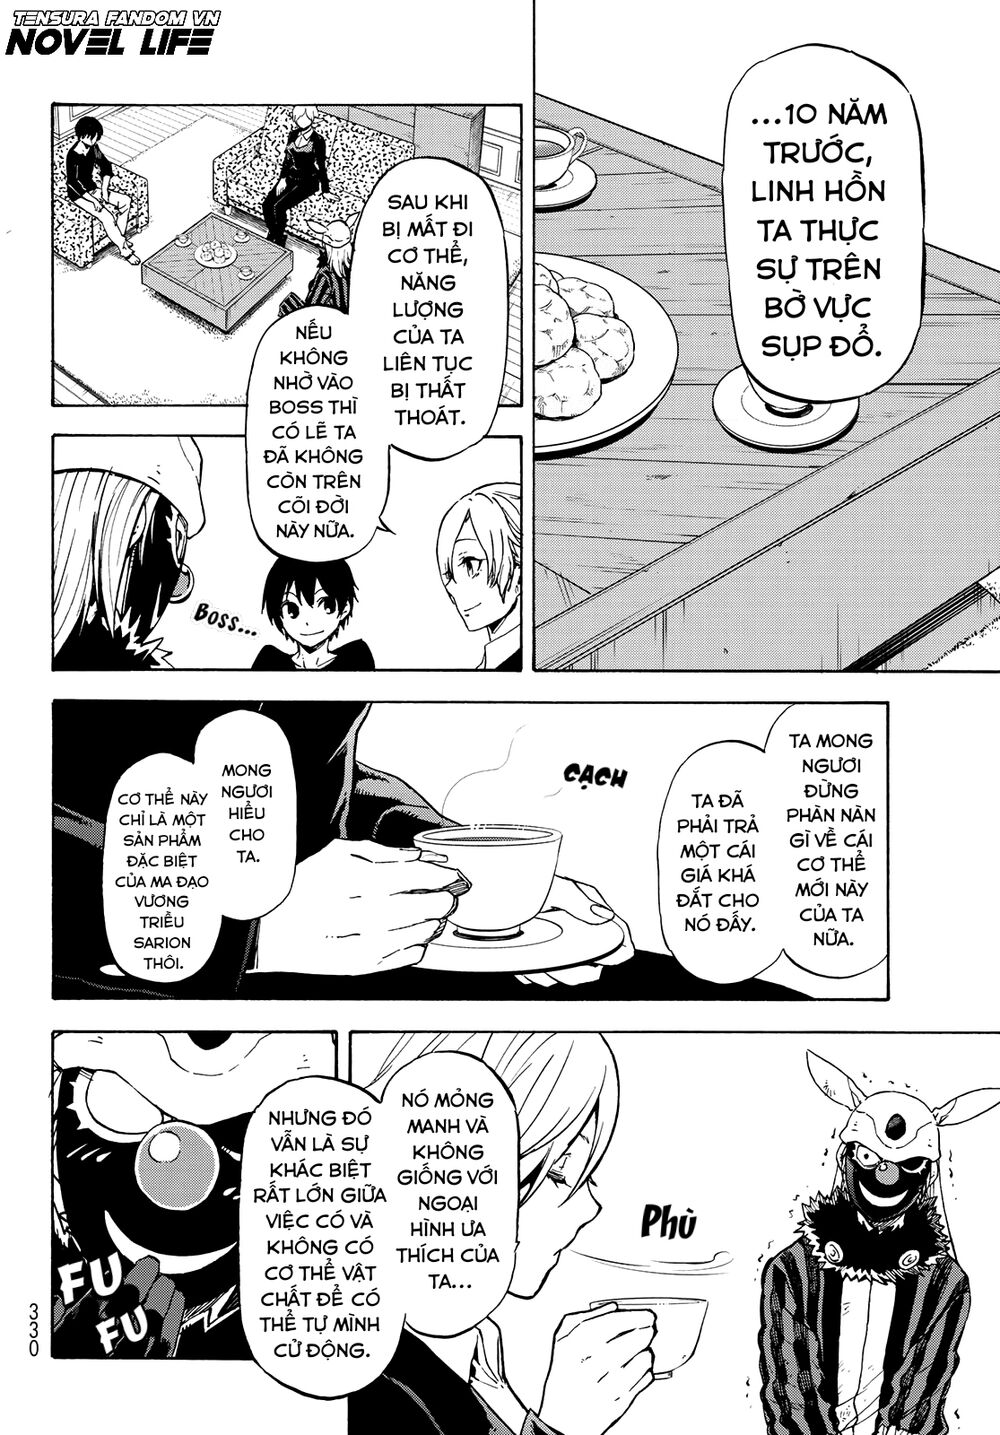 TENSURA FANDOM VN
NOVEL LIFE
...10 NĂM
TRƯỚC,
LINH HỒN
TA THỰC
SỰ TRÊN
BỜ VỰC
SỤP ĐỔ.
SAU KHI
BỊ MẤT ĐI
CƠ THỂ,
NĂNG
LƯỢNG
CỦA TA
LIÊN TỤC
BỊ THẤT
THOÁT.
NẾU
KHÔNG
NHỜ VÀO
BOSS THÌ
CÓ LẼ TA
ĐÃ KHÔNG
CÒN TRÊN
CÕI ĐỜI
NÀY NỮA.
BOSS...
TA MONG
NGƯƠI
ĐỪNG
PHÀN NÀN
GÌ VỀ CÁI
CƠ THỂ
MỚI NÀY
CỦA TA
NỮA.
TA ĐÃ
PHẢI TRẢ
MỘT CÁI
GIÁ KHÁ
ĐẮT CHO
NÓ ĐẤY.
CẠCH
MONG
NGƯƠI
HIỂU
CHO
TA.
CƠ THỂ NÀY
CHỈ LÀ MỘT
SẢN PHẨM
ĐẶC BIỆT
CỦA MA ĐẠO
VƯƠNG
TRIỀU
SARION
THÔI.
NÓ MỎNG
MANH VÀ
KHÔNG
GIỐNG VỚI
NGOẠI
HÌNH ƯA
THÍCH CỦA
TA...
PHÙ
NHƯNG ĐÓ
VẪN LÀ SỰ
KHÁC BIỆT
RẤT LỚN GIỮA
VIỆC CÓ VÀ
KHÔNG CÓ
CƠ THỂ VẬT
CHẤT ĐỂ CÓ
THỂ TỰ MÌNH
CỬ ĐỘNG.
FU
FU
330